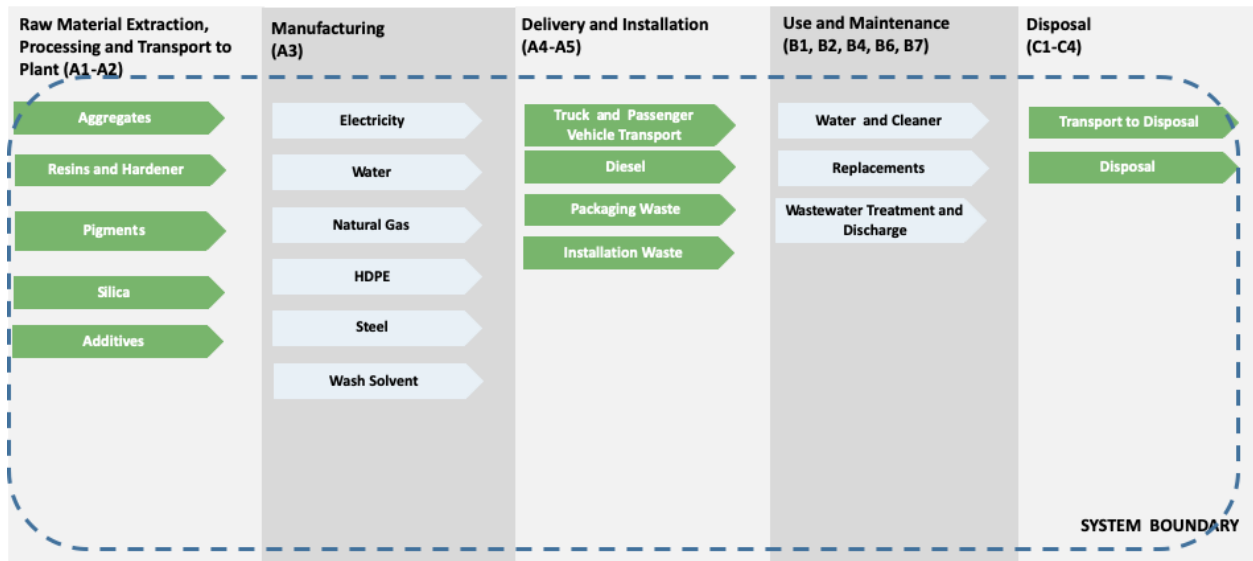 Raw Material Extraction,
Processing and Transport to
Plant (A1-A2)
Aggregates
Resins and Hardener
Pigments
Silica
Additives
Manufacturing
(A3)
Electricity
Water
Natural Gas
HDPE
Steel
Wash Solvent
Delivery and Installation
(A4-A5)
Truck and Passenger
Vehicle Transport
Diesel
Packaging Waste
Installation Waste
Use and Maintenance
(B1, B2, B4, B6, B7)
Water and Cleaner
Replacements
Wastewater Treatment and
Discharge
Disposal
(C1-C4)
Transport to Disposal
Disposal
SYSTEM BOUNDARY